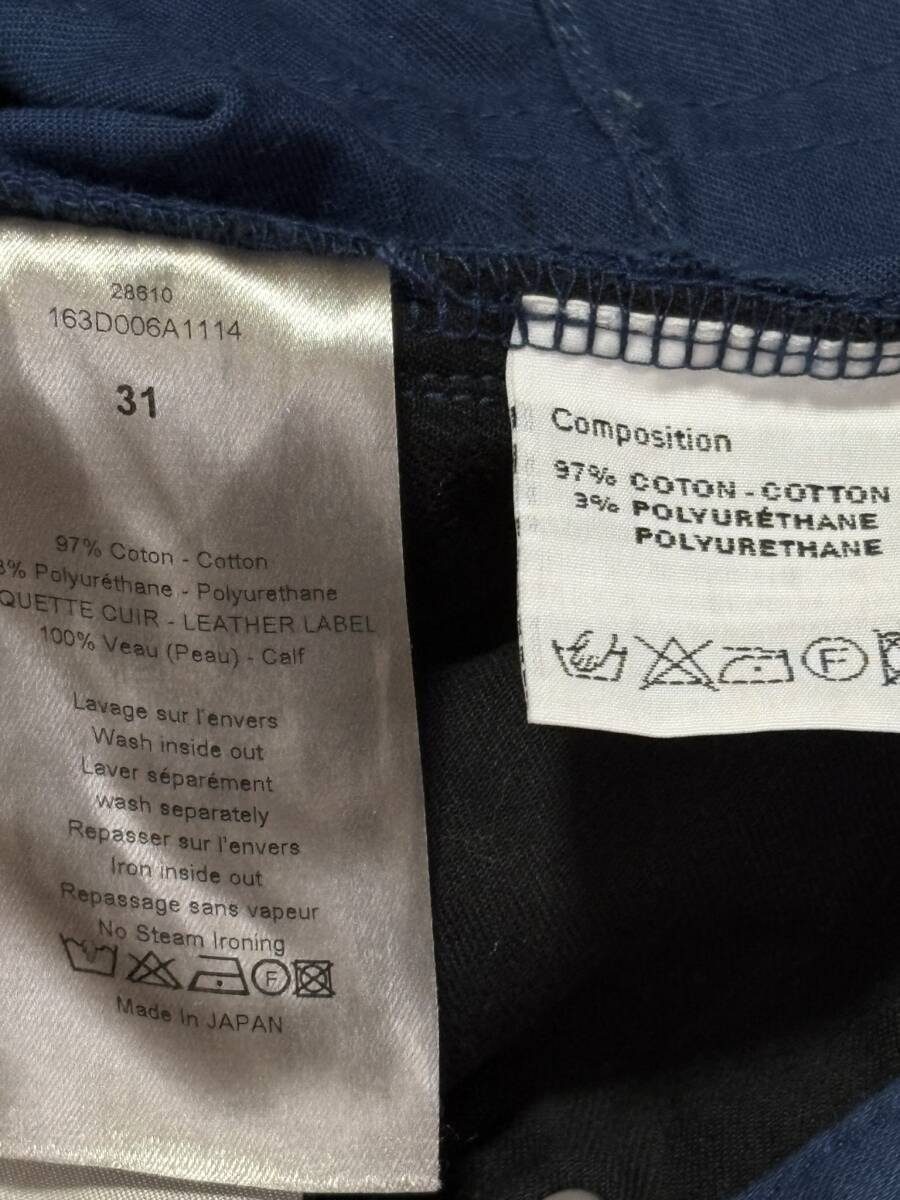 28610
163D006A1114
31
97% Coton - Cotton
3% Polyuréthane - Polyurethane
QUETTE CUIR - LEATHER LABEL
100% Veau (Peau) - Calf
Lavage sur l'envers
Wash inside out
Laver séparément
wash separately
Repasser sur l'envers
Iron inside out
Repassage sans vapeur
No Steam Ironing
F
Made In JAPAN
Composition
97% COTON - COTTON
3% POLYURÉTHANE
POLYURETHANE
F